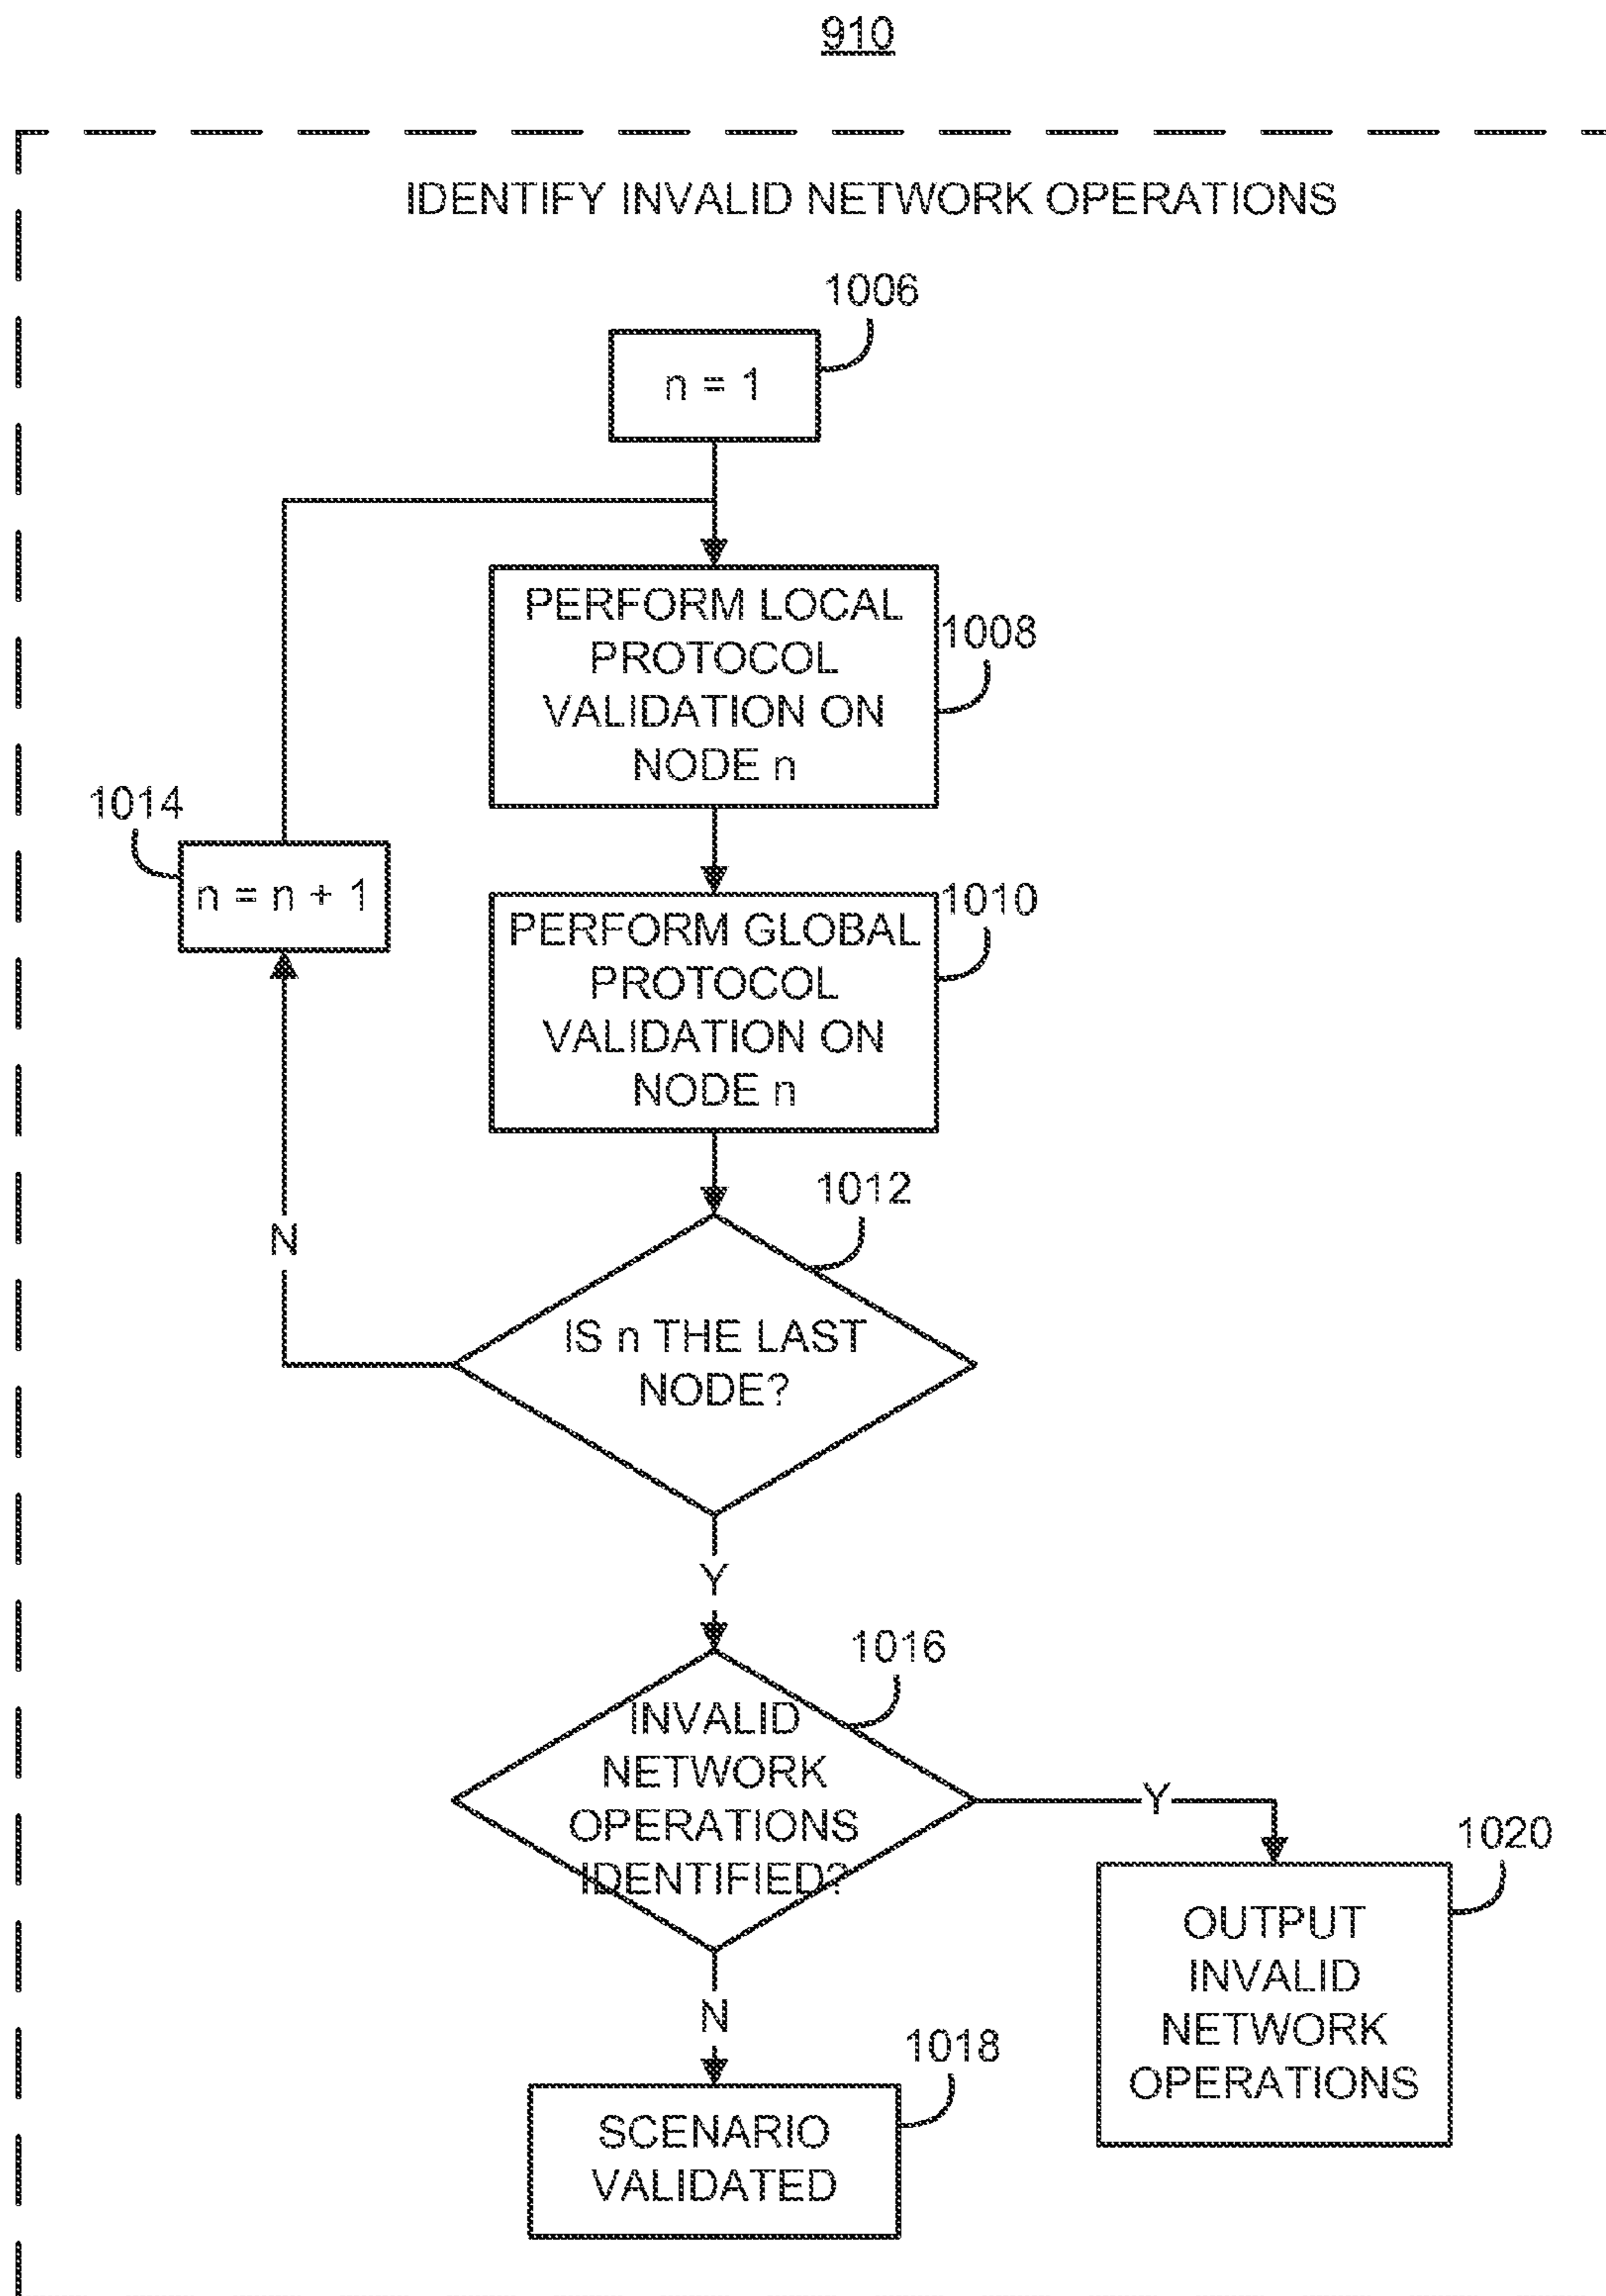 910
IDENTIFY INVALID NETWORK OPERATIONS
1006
n = 1
PERFORM LOCAL
PROTOCOL
VALIDATION ON
NODE n
1008
1014
n = n + 1
PERFORM GLOBAL
PROTOCOL
VALIDATION ON
NODE n
1010
1012
N
IS n THE LAST
NODE?
Y
1016
INVALID
NETWORK
OPERATIONS
IDENTIFIED?
Y
1020
OUTPUT
INVALID
NETWORK
OPERATIONS
N
1018
SCENARIO
VALIDATED